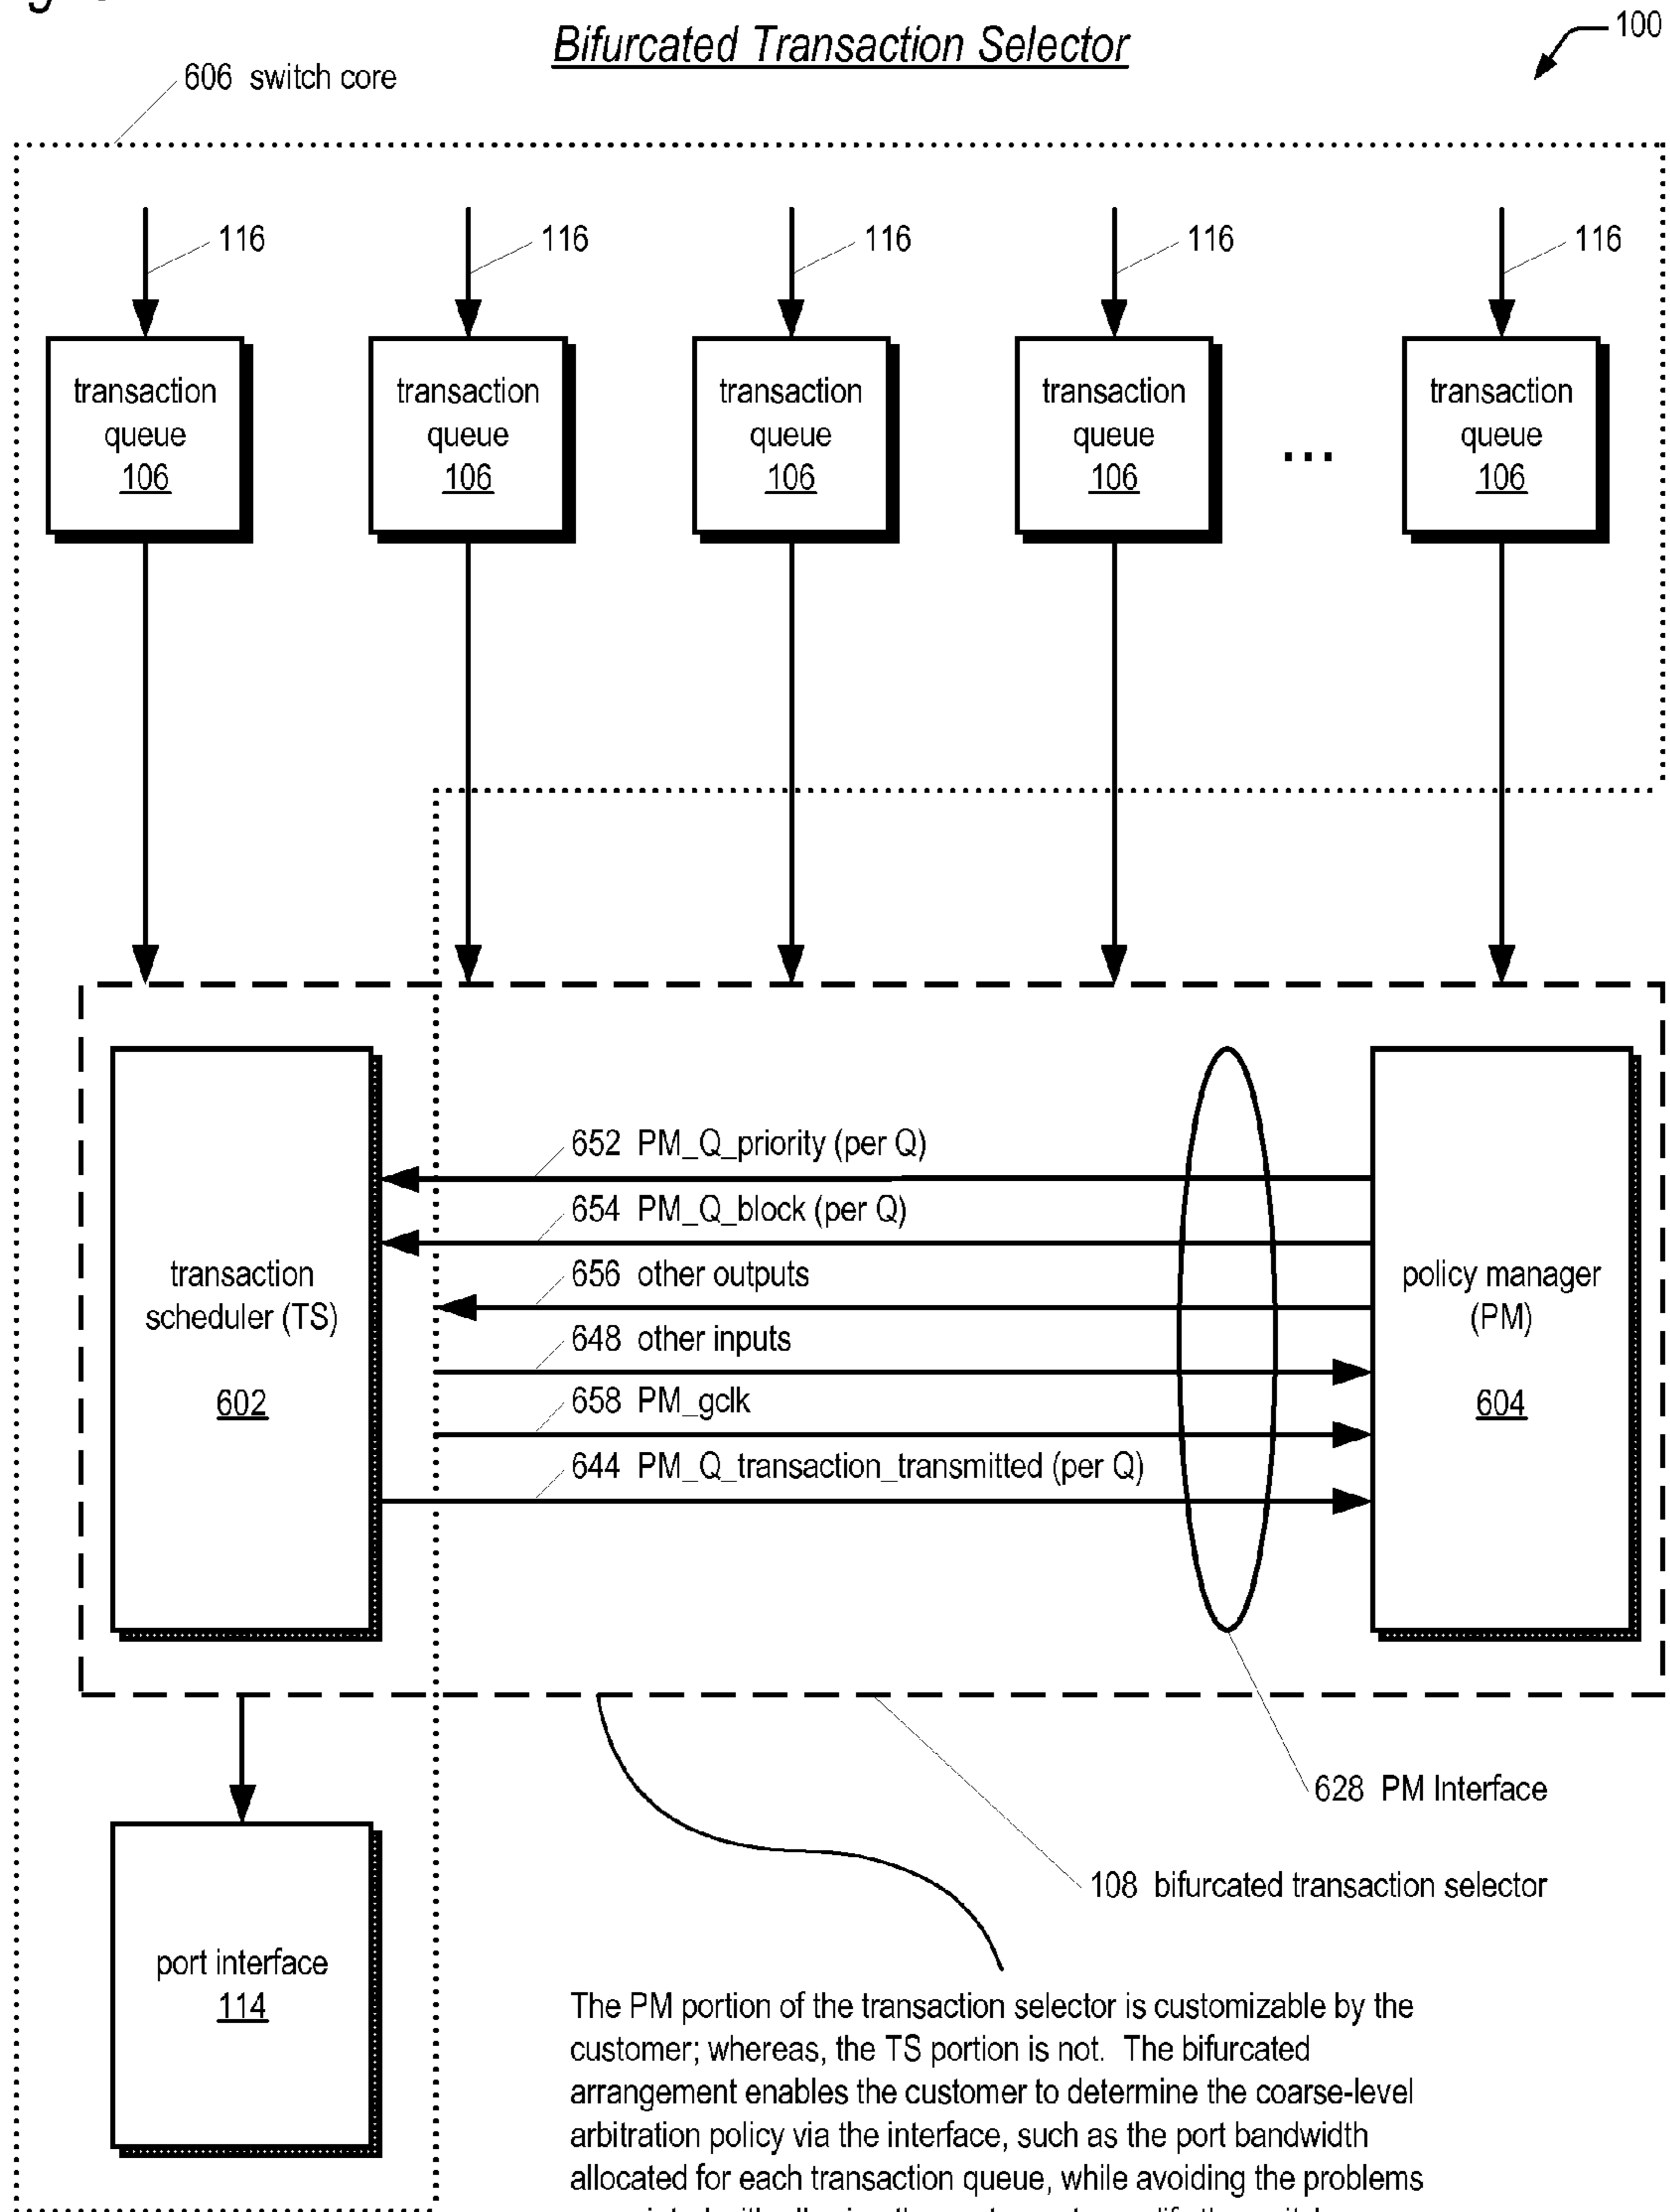 Bifurcated Transaction Selector
100
606 switch core
116 116 116 116 116
transaction queue 106
transaction queue 106
transaction queue 106
transaction queue 106
...
transaction queue 106
652 PM_Q_priority (per Q)
654 PM_Q_block (per Q)
656 other outputs
648 other inputs
658 PM_gclk
644 PM_Q_transaction_transmitted (per Q)
transaction
scheduler (TS)
602
policy manager
(PM)
604
628 PM Interface
108 bifurcated transaction selector
port interface
114
The PM portion of the transaction selector is customizable by the
customer; whereas, the TS portion is not. The bifurcated
arrangement enables the customer to determine the coarse-level
arbitration policy via the interface, such as the port bandwidth
allocated for each transaction queue, while avoiding the problems